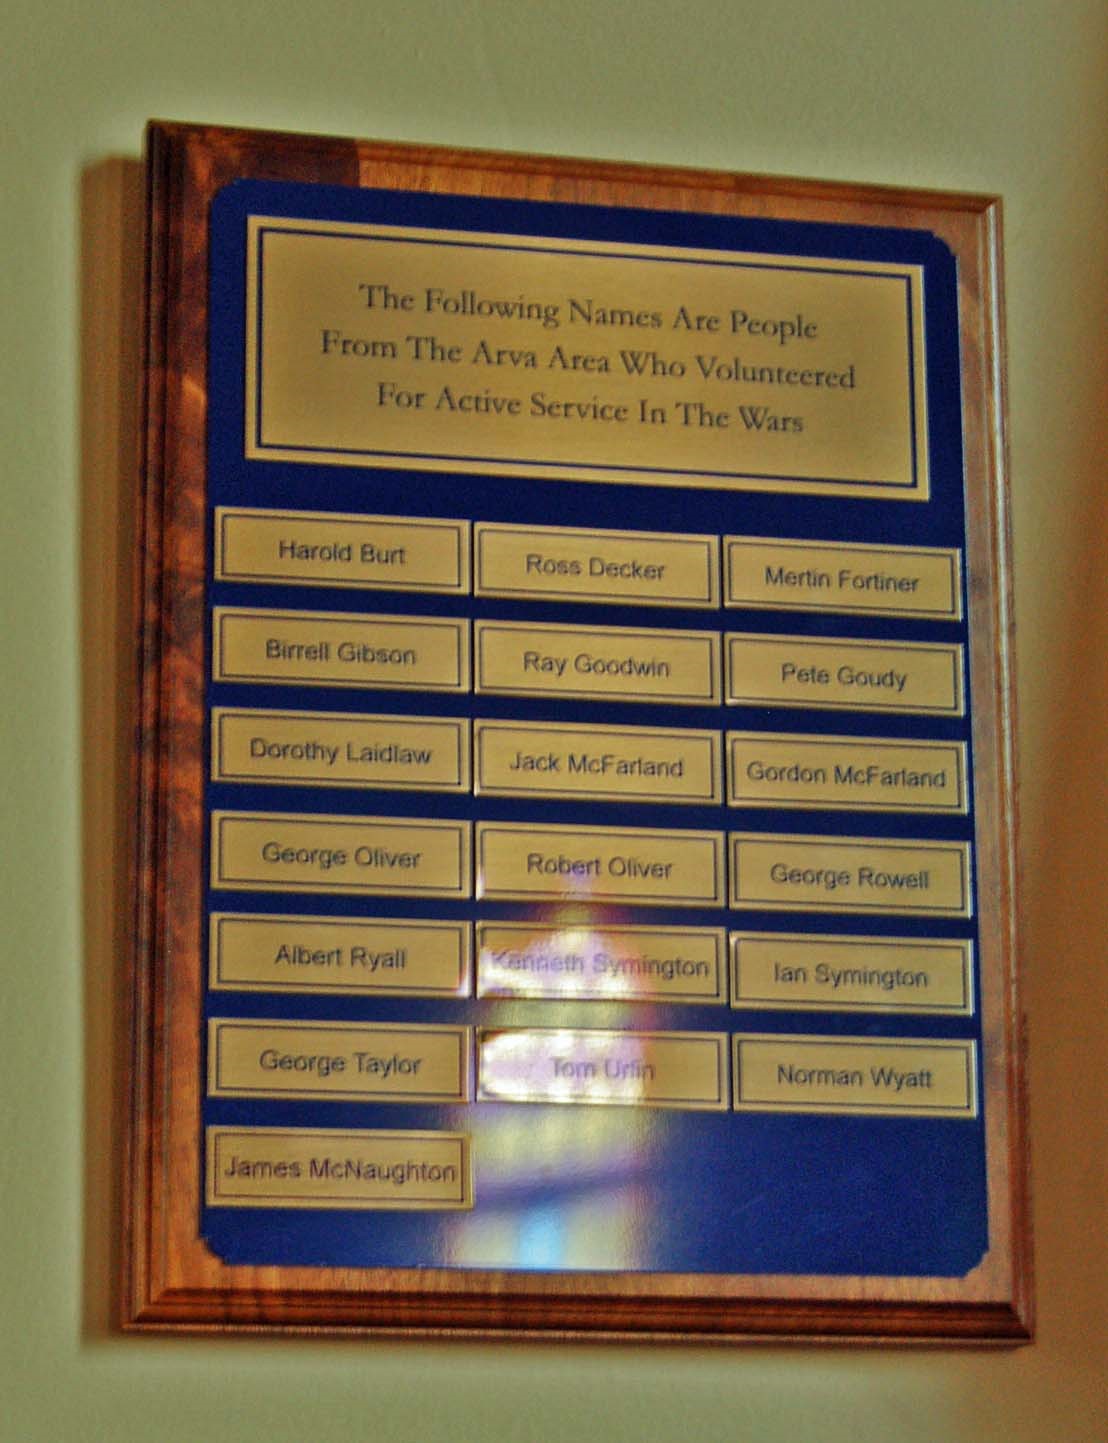 The Following Names Are People
From The Arva Area Who Volunteered
For Active Service In The Wars
Harold Burt
Ross Decker
Mertin Fortiner
Birrell Gibson
Ray Goodwin
Pete Goudy
Dorothy Laidlaw
Jack McFarland
Gordon McFarland
George Oliver
Robert Oliver
George Rowell
Albert Ryall
Kenneth Symington
Ian Symington
George Taylor
Tom Urlin
Norman Wyatt
James McNaughton